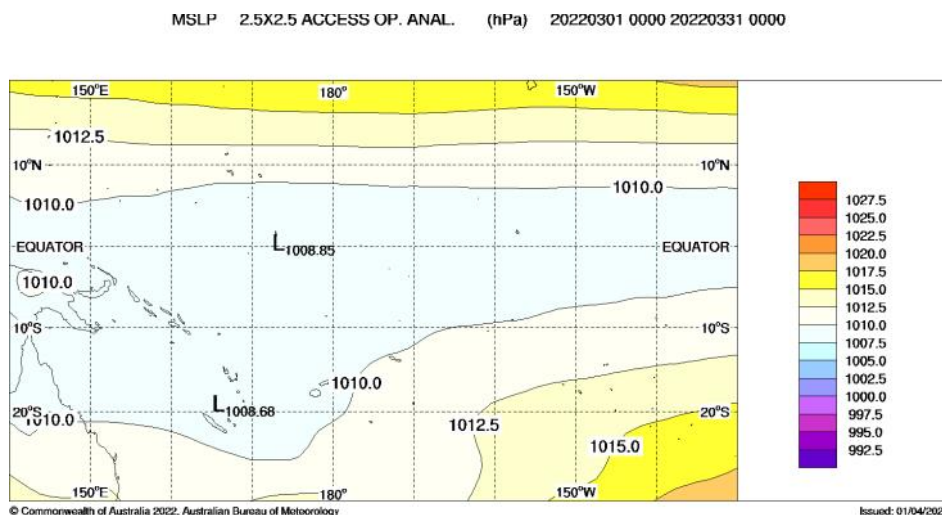 MSLP 2.5X2.5 ACCESS OP. ANAL. (hPa) 20220301 0000 20220331 0000
150°E 180° 150°W
1012.5
10°N 10°N
1010.0
1010.0
L1008.85
EQUATOR EQUATOR
1010.0
10°S 10°S
1010.0
L1008.68
20°S 20°S
1010.0
1012.5
1015.0
150°E 180° 150°W
1027.5
1025.0
1022.5
1020.0
1017.5
1015.0
1012.5
1010.0
1007.5
1005.0
1002.5
1000.0
997.5
995.0
992.5
© Commonwealth of Australia 2022, Australian Bureau of Meteorology
Issued: 01/04/202